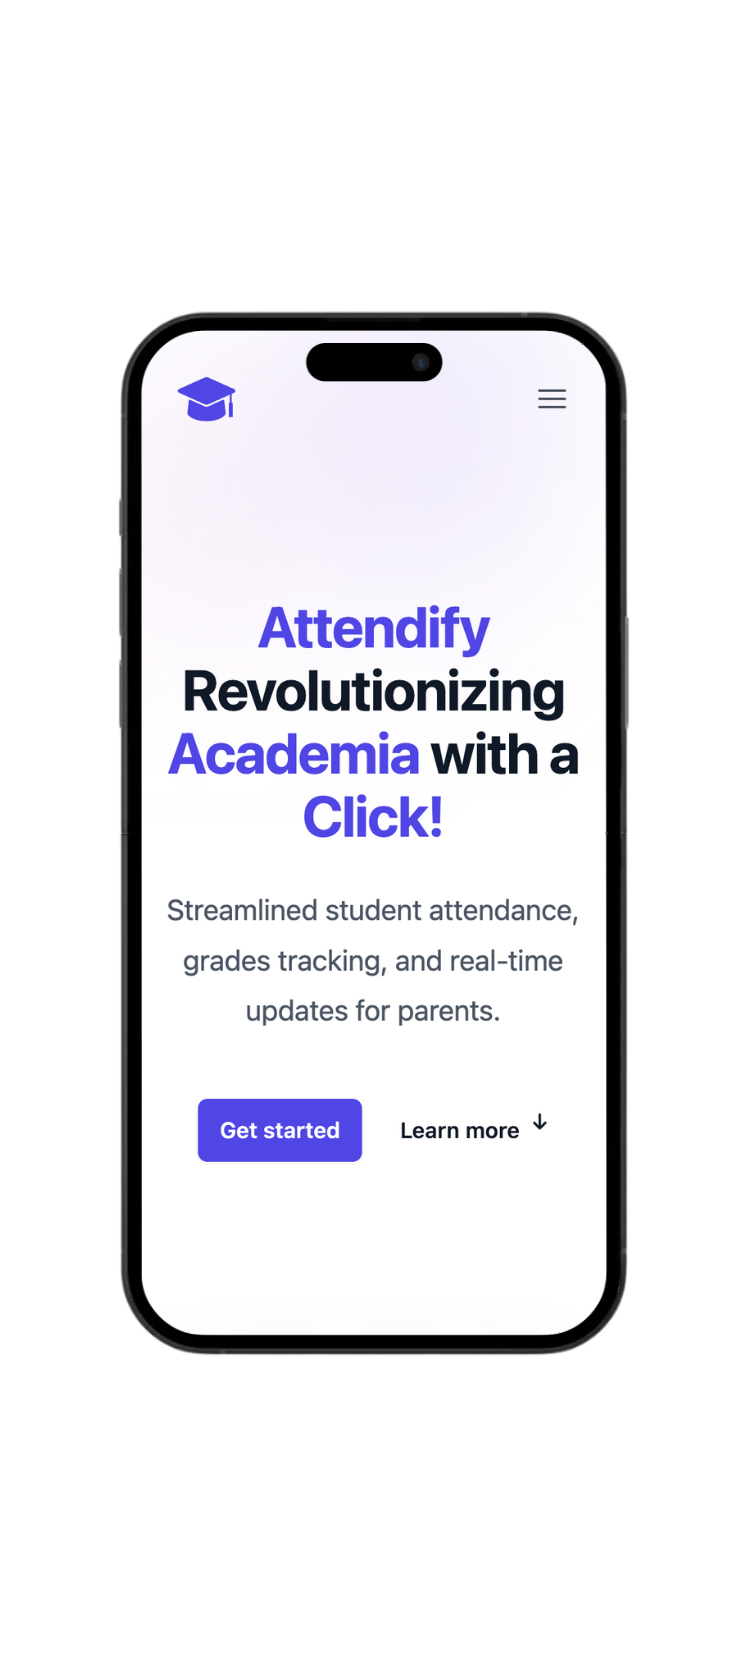 Attendify
Revolutionizing
Academia with a
Click!
Streamlined student attendance,
grades tracking, and real-time
updates for parents.
Get started
Learn more ↓